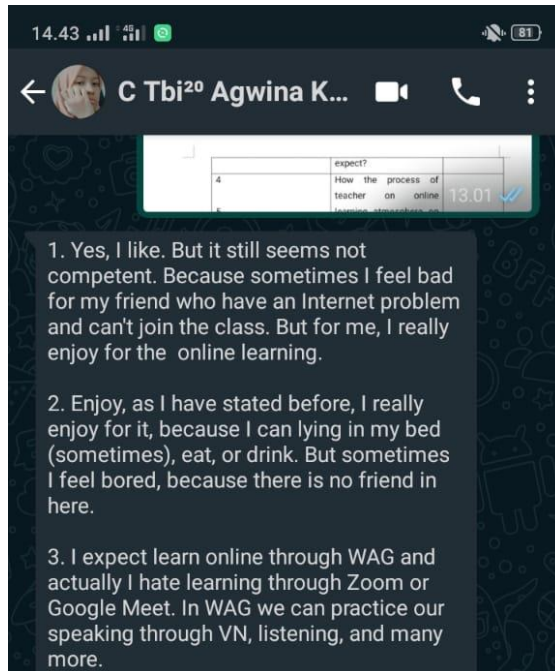 14.43
4G
81
C Tbi²⁰ Agwina K...
expect?
4 How the process of
teacher on online
5 learning atmosphere on
13.01
1. Yes, I like. But it still seems not
competent. Because sometimes I feel bad
for my friend who have an Internet problem
and can't join the class. But for me, I really
enjoy for the online learning.
2. Enjoy, as I have stated before, I really
enjoy for it, because I can lying in my bed
(sometimes), eat, or drink. But sometimes
I feel bored, because there is no friend in
here.
3. I expect learn online through WAG and
actually I hate learning through Zoom or
Google Meet. In WAG we can practice our
speaking through VN, listening, and many
more.